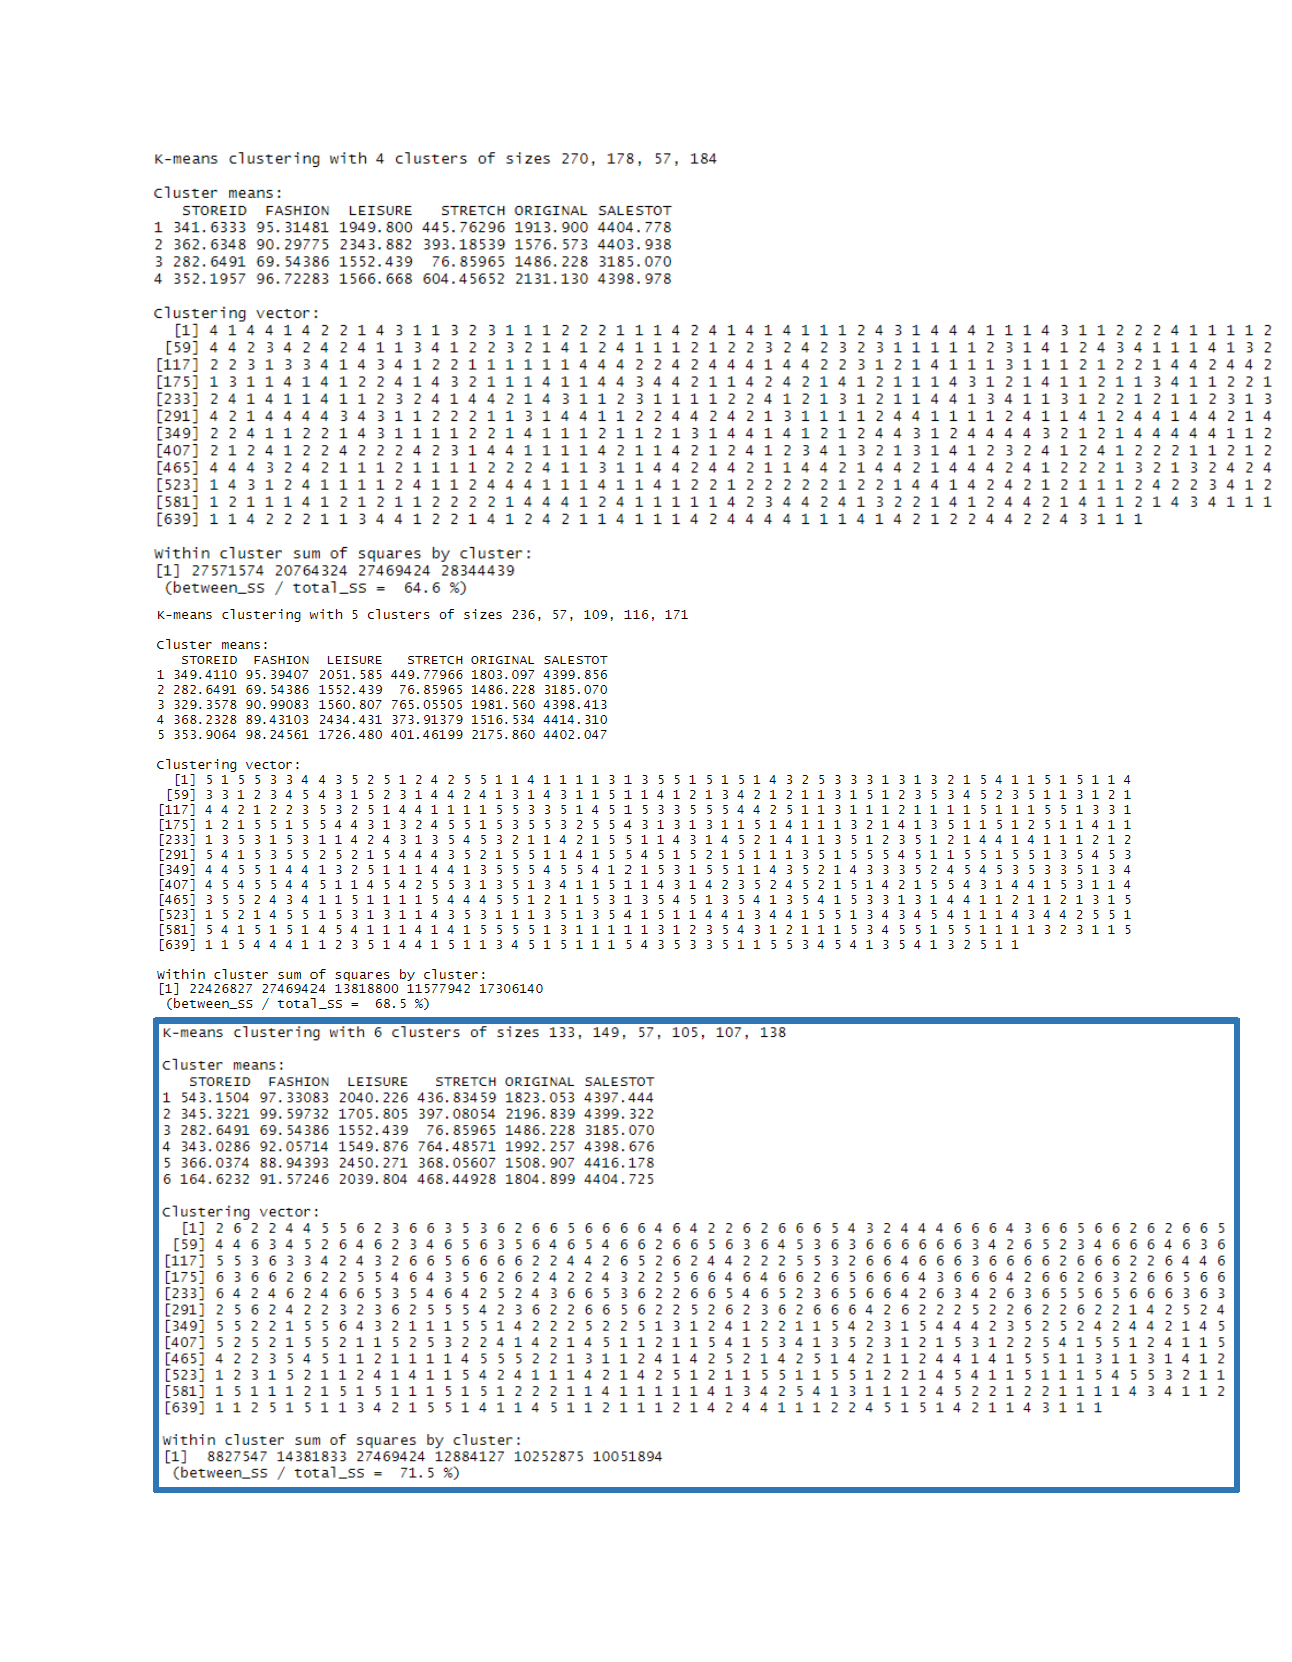 K-means clustering with 4 clusters of sizes 270, 178, 57, 184
Cluster means:
STOREID FASHION LEISURE STRETCH ORIGINAL SALESTOT
1 341.6333 95.31481 1949.800 445.76296 1913.900 4404.778
2 362.6348 90.29775 2343.882 393.18539 1576.573 4403.938
3 282.6491 69.54386 1552.439 76.85965 1486.228 3185.070
4 352.1957 96.72283 1566.668 604.45652 2131.130 4398.978
Clustering vector:
[1] 4 1 4 4 1 4 2 2 1 4 3 1 1 3 2 3 1 1 1 2 2 2 1 1 1 4 2 4 1 4 1 4 1 1 1 2 4 3 1 4 4 4 1 1 1 4 3 1 1 2 2 2 4 1 1 1 1 2
[59] 4 4 2 3 4 2 4 2 4 1 1 3 4 1 2 2 3 2 1 4 1 2 4 1 1 1 2 1 2 2 3 2 4 2 3 2 3 1 1 1 1 1 2 3 1 4 1 2 4 3 4 1 1 1 4 1 3 2
[117] 2 2 3 1 3 3 4 1 4 3 4 1 2 2 1 1 1 1 1 1 4 4 4 2 2 4 2 4 4 4 1 4 4 2 2 3 1 2 1 4 1 1 1 3 1 1 1 2 1 2 2 1 4 4 2 4 4 2
[175] 1 3 1 1 4 1 4 1 2 2 4 1 4 3 2 1 1 1 4 1 1 4 4 3 4 4 2 1 1 4 2 4 2 1 4 1 2 1 1 1 4 3 1 2 1 4 1 1 2 1 1 3 4 1 1 2 2 1
[233] 2 4 1 4 1 1 4 1 1 2 3 2 4 1 4 4 2 1 4 3 1 1 2 3 1 1 1 1 2 2 4 1 2 1 3 1 2 1 1 4 4 1 3 4 1 1 3 1 2 2 1 2 1 1 2 3 1 3
[291] 4 2 1 4 4 4 4 3 4 3 1 1 2 2 2 1 1 3 1 4 4 1 1 2 2 4 4 2 4 2 1 3 1 1 1 1 2 4 4 1 1 1 1 2 4 1 1 4 1 2 4 4 1 4 4 2 1 4
[349] 2 2 4 1 1 2 2 1 4 3 1 1 1 1 2 2 1 4 1 1 1 2 1 1 2 1 3 1 4 4 1 4 1 2 1 2 4 4 3 1 2 4 4 4 4 3 2 1 2 1 4 4 4 4 4 1 1 2
[407] 2 1 2 4 1 2 2 4 2 2 2 4 2 3 1 4 4 1 1 1 1 4 2 1 1 4 2 1 2 4 1 2 3 4 1 3 2 1 3 1 4 1 2 3 2 4 1 2 4 1 2 2 2 1 1 2 1 2
[465] 4 4 4 3 2 4 2 1 1 1 2 1 1 1 1 2 2 2 4 1 1 3 1 1 4 4 2 4 4 2 1 1 4 4 2 1 4 4 2 1 4 4 4 2 4 1 2 2 2 1 3 2 1 3 2 4 2 4
[523] 1 4 3 1 2 4 1 1 1 1 2 4 1 1 2 4 4 4 1 1 1 4 1 1 4 1 2 2 1 2 2 2 2 2 1 2 2 1 4 4 1 4 2 4 2 1 2 1 1 1 2 4 2 2 3 4 1 2
[581] 1 2 1 1 1 4 1 2 1 2 1 1 2 2 2 2 1 4 4 4 1 2 4 1 1 1 1 1 4 2 3 4 4 2 4 1 3 2 2 1 4 1 2 4 4 2 1 4 1 1 2 1 4 3 4 1 1 1
[639] 1 1 4 2 2 2 1 1 3 4 4 1 2 2 1 4 1 2 4 2 1 1 4 1 1 1 4 2 4 4 4 4 1 1 1 4 1 4 2 1 2 2 4 4 2 2 4 3 1 1 1
Within cluster sum of squares by cluster:
[1] 27571574 20764324 27469424 28344439
(between_SS / total_SS = 64.6 %)
K-means clustering with 5 clusters of sizes 236, 57, 109, 116, 171
Cluster means:
STOREID FASHION LEISURE STRETCH ORIGINAL SALESTOT
1 349.4110 95.39407 2051.585 449.77966 1803.097 4399.856
2 282.6491 69.54386 1552.439 76.85965 1486.228 3185.070
3 329.3578 90.99083 1560.807 765.05505 1981.560 4398.413
4 368.2328 89.43103 2434.431 373.91379 1516.534 4414.310
5 353.9064 98.24561 1726.480 401.46199 2175.860 4402.047
Clustering vector:
[1] 5 1 5 5 3 3 4 4 3 5 2 5 1 2 4 2 5 5 1 1 4 1 1 1 1 3 1 3 5 5 1 5 1 5 1 4 3 2 5 3 3 3 1 3 1 3 2 1 5 4 1 1 5 1 5 1 1 4
[59] 3 3 1 2 3 4 5 4 3 1 5 2 3 1 4 4 2 4 1 3 1 4 3 1 1 5 1 1 4 1 2 1 3 4 2 1 2 1 1 3 1 5 1 2 3 5 3 4 5 2 3 5 1 1 3 1 2 1
[117] 4 4 2 1 2 2 3 5 3 2 5 1 4 4 1 1 1 1 5 5 3 3 5 1 4 5 1 5 3 3 5 5 5 4 4 2 5 1 1 3 1 1 1 2 1 1 1 1 5 1 1 1 5 5 1 3 3 1
[175] 1 2 1 5 5 1 5 5 4 4 3 1 3 2 4 5 5 1 5 3 5 5 3 2 5 5 4 3 1 3 1 3 1 1 5 1 4 1 1 1 3 2 1 4 1 3 5 1 1 5 1 2 5 1 1 4 1 1
[233] 1 3 5 3 1 5 3 1 1 4 2 4 3 1 3 5 4 5 3 2 1 1 4 2 1 5 5 1 1 4 3 1 4 5 2 1 4 1 1 3 5 1 2 3 5 1 2 1 4 4 1 4 1 1 1 2 1 2
[291] 5 4 1 5 3 5 5 2 5 2 1 5 4 4 4 3 5 2 1 5 5 1 1 4 1 5 5 4 5 1 5 2 1 5 1 1 1 3 5 1 5 5 5 4 5 1 1 5 5 1 5 5 1 3 5 4 5 3
[349] 4 4 5 5 1 4 4 1 3 2 5 1 1 1 4 4 1 3 5 5 5 4 5 5 4 1 2 1 5 3 1 5 5 1 1 4 3 5 2 1 4 3 3 3 5 2 4 5 4 5 3 5 3 3 5 1 3 4
[407] 4 5 4 5 5 4 4 5 1 1 4 5 4 2 5 5 3 1 3 5 1 3 4 1 1 5 1 1 4 3 1 4 2 3 5 2 4 5 2 1 5 1 4 2 1 5 5 4 3 1 4 4 1 5 3 1 1 4
[465] 3 5 5 2 4 3 4 1 1 5 1 1 1 1 5 4 4 4 5 5 1 2 1 1 5 3 1 3 5 4 5 1 3 5 4 1 3 5 4 1 5 3 3 1 3 1 4 4 1 1 2 1 1 2 1 3 1 5
[523] 1 5 2 1 4 5 5 1 5 3 1 3 1 1 4 3 5 3 1 1 1 3 5 1 3 5 4 1 5 1 1 4 4 1 3 4 4 1 5 5 1 3 4 3 4 5 4 1 1 1 4 3 4 4 2 5 5 1
[581] 5 4 1 5 1 5 1 4 5 4 1 1 1 4 1 4 1 5 5 5 5 1 3 1 1 1 1 1 3 1 2 3 5 4 3 1 2 1 1 1 5 3 4 5 5 1 5 5 1 1 1 1 3 2 3 1 1 5
[639] 1 1 5 4 4 4 1 1 2 3 5 1 4 4 1 5 1 1 3 4 5 1 5 1 1 1 5 4 3 5 3 3 5 1 1 5 5 3 4 5 4 1 3 5 4 1 3 2 5 1 1
Within cluster sum of squares by cluster:
[1] 22426827 27469424 13818800 11577942 17306140
(between_SS / total_SS = 68.5 %)
K-means clustering with 6 clusters of sizes 133, 149, 57, 105, 107, 138
Cluster means:
STOREID FASHION LEISURE STRETCH ORIGINAL SALESTOT
1 543.1504 97.33083 2040.226 436.83459 1823.053 4397.444
2 345.3221 99.59732 1705.805 397.08054 2196.839 4399.322
3 282.6491 69.54386 1552.439 76.85965 1486.228 3185.070
4 343.0286 92.05714 1549.876 764.48571 1992.257 4398.676
5 366.0374 88.94393 2450.271 368.05607 1508.907 4416.178
6 164.6232 91.57246 2039.804 468.44928 1804.899 4404.725
Clustering vector:
[1] 2 6 2 2 4 4 5 5 6 2 3 6 6 3 5 3 6 2 6 6 5 6 6 6 6 4 6 4 2 2 6 2 6 6 6 5 4 3 2 4 4 4 6 6 6 4 3 6 6 5 6 6 2 6 2 6 6 5
[59] 4 4 6 3 4 5 2 6 4 6 2 3 4 6 5 6 3 5 6 4 6 5 4 6 6 2 6 6 5 6 3 6 4 5 3 6 3 6 6 6 6 6 6 3 4 2 6 5 2 3 4 6 6 6 4 6 3 6
[117] 5 5 3 6 3 3 4 2 4 3 2 6 6 5 6 6 6 6 2 2 4 4 2 6 5 2 6 2 4 4 2 2 2 5 5 3 2 6 6 4 6 6 6 3 6 6 6 6 2 6 6 6 2 2 6 4 4 6
[175] 6 3 6 6 2 6 2 2 5 5 4 6 4 3 5 6 2 6 2 4 2 2 4 3 2 2 5 6 6 4 6 4 6 6 2 6 5 6 6 6 4 3 6 6 6 4 2 6 6 2 6 3 2 6 6 5 6 6
[233] 6 4 2 4 6 2 4 6 6 5 3 5 4 6 4 2 5 2 4 3 6 6 5 3 6 2 2 6 6 5 4 6 5 2 3 6 5 6 6 4 2 6 3 4 2 6 3 6 5 5 6 5 6 6 6 3 6 3
[291] 2 5 6 2 4 2 2 3 2 3 6 2 5 5 5 4 2 3 6 2 2 6 6 5 6 2 2 5 2 6 2 3 6 2 6 6 6 4 2 6 2 2 2 5 2 2 6 2 2 6 2 2 1 4 2 5 2 4
[349] 5 5 2 2 1 5 5 6 4 3 2 1 1 1 5 5 1 4 2 2 2 5 2 2 5 1 3 1 2 4 1 2 2 1 1 5 4 2 3 1 5 4 4 4 2 3 5 2 5 2 4 2 4 4 2 1 4 5
[407] 5 2 5 2 1 5 5 2 1 1 5 2 5 3 2 2 4 1 4 2 1 4 5 1 1 2 1 1 5 4 1 5 3 4 1 3 5 2 3 1 2 1 5 3 1 2 2 5 4 1 5 5 1 2 4 1 1 5
[465] 4 2 2 3 5 4 5 1 1 2 1 1 1 1 4 5 5 5 2 2 1 3 1 1 2 4 1 4 2 5 2 1 4 2 5 1 4 2 1 1 2 4 4 1 4 1 5 5 1 1 3 1 1 3 1 4 1 2
[523] 1 2 3 1 5 2 1 1 2 4 1 4 1 1 5 4 2 4 1 1 1 4 2 1 4 2 5 1 2 1 1 5 5 1 1 5 5 1 2 2 1 4 5 4 1 1 5 1 1 1 5 4 5 5 3 2 1 1
[581] 1 5 1 1 1 2 1 5 1 5 1 1 1 5 1 5 1 2 2 2 1 1 4 1 1 1 1 1 4 1 3 4 2 5 4 1 3 1 1 1 2 4 5 2 2 1 2 2 1 1 1 1 4 3 4 1 1 2
[639] 1 1 2 5 1 5 1 1 3 4 2 1 5 5 1 4 1 1 4 5 1 1 2 1 1 1 2 1 4 2 4 4 1 1 1 2 2 4 5 1 5 1 4 2 1 1 4 3 1 1 1
Within cluster sum of squares by cluster:
[1] 8827547 14381833 27469424 12884127 10252875 10051894
(between_SS / total_SS = 71.5 %)